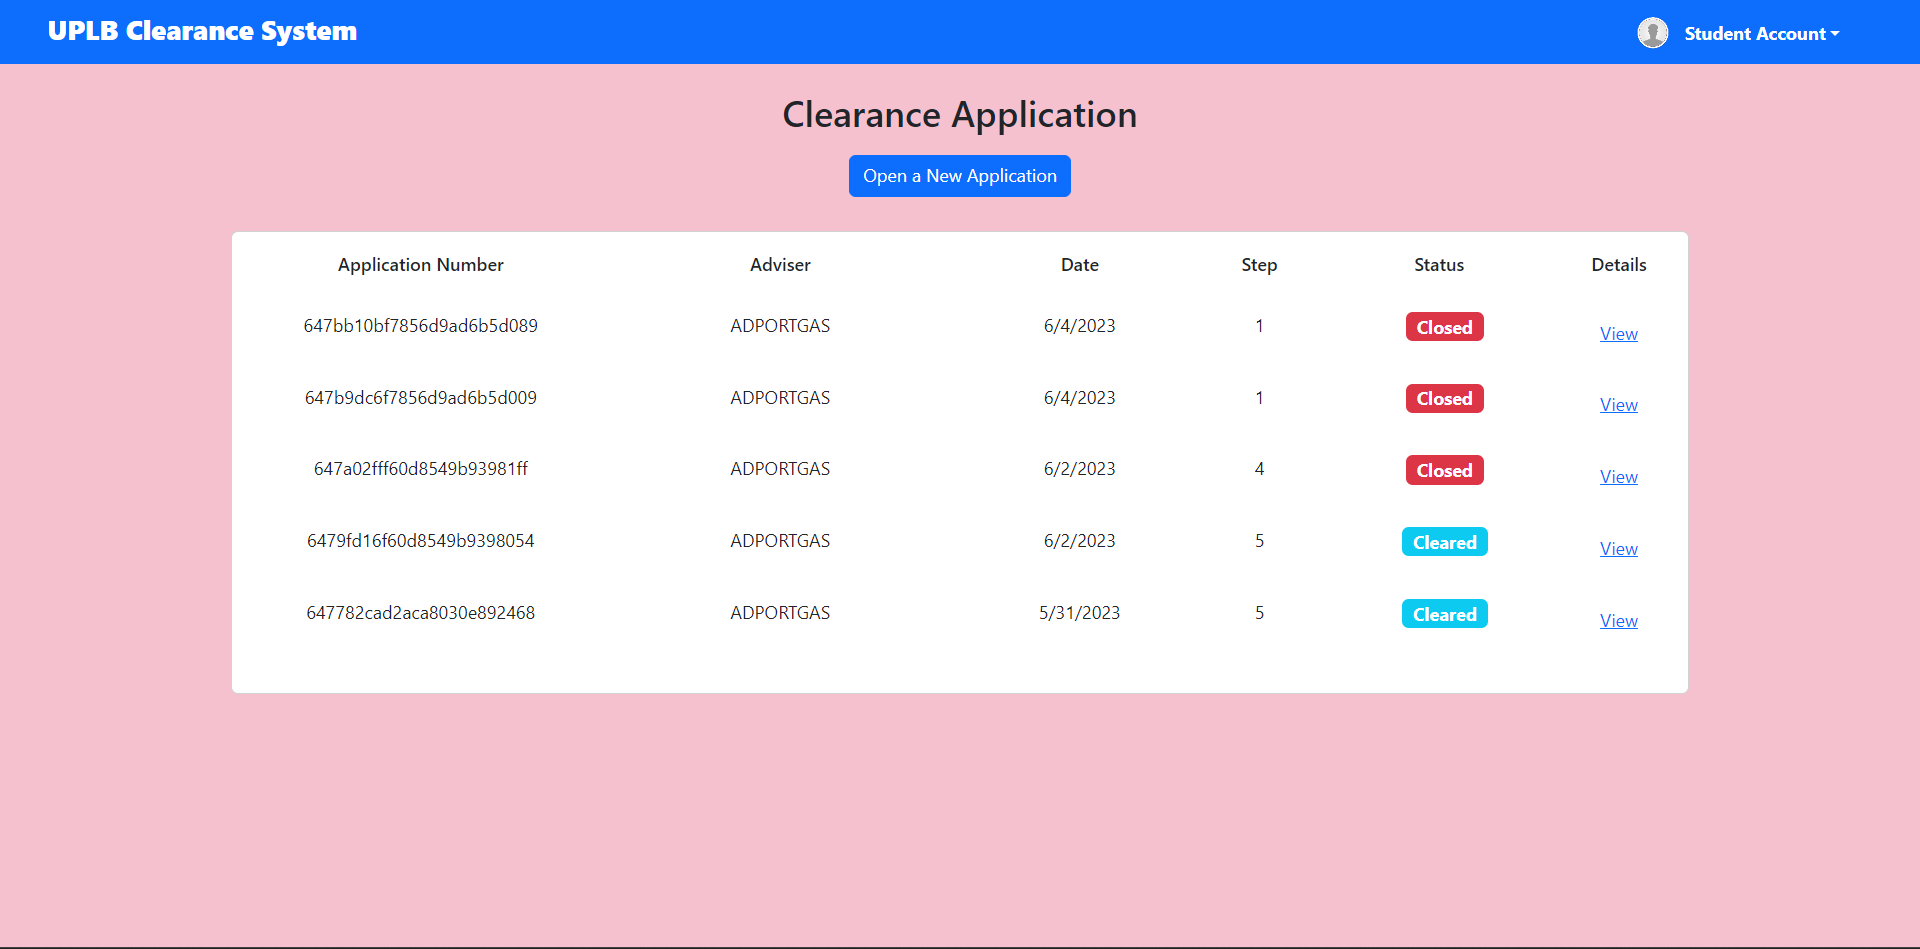 UPLB Clearance System
Student Account
Clearance Application
Open a New Application
Application Number Adviser Date Step Status Details
647bb10bf7856d9ad6b5d089 ADPORTGAS 6/4/2023 1 Closed View
647b9dc6f7856d9ad6b5d009 ADPORTGAS 6/4/2023 1 Closed View
647a02fff60d8549b93981ff ADPORTGAS 6/2/2023 4 Closed View
6479fd16f60d8549b9398054 ADPORTGAS 6/2/2023 5 Cleared View
647782cad2aca8030e892468 ADPORTGAS 5/31/2023 5 Cleared View